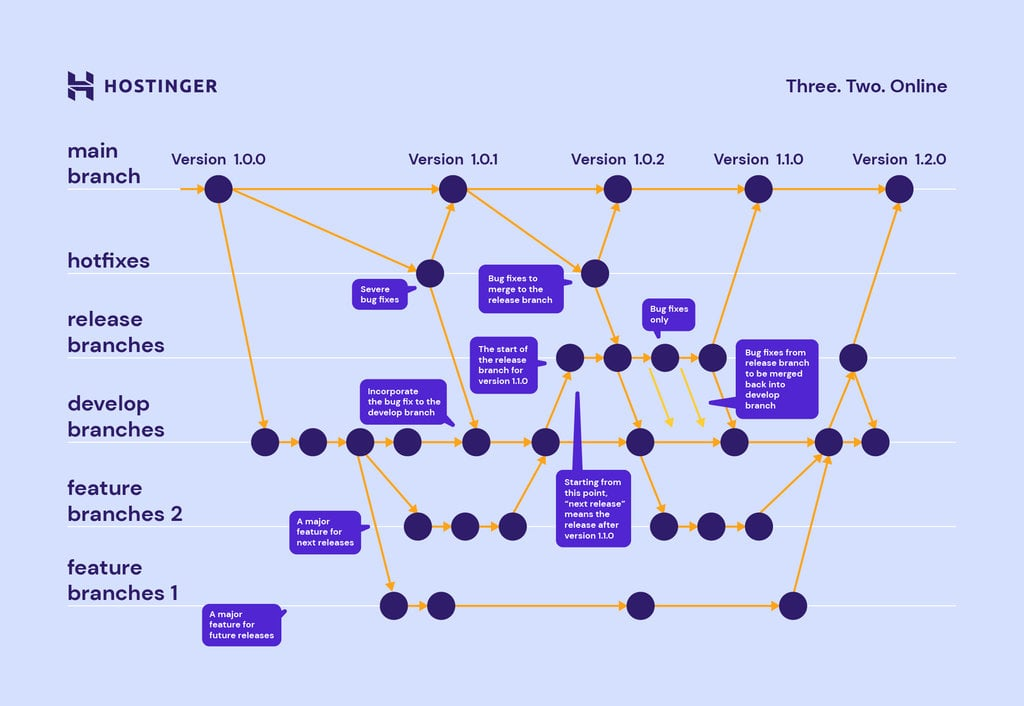 HOSTINGER
Three. Two. Online
main
branch
Version 1.0.0
Version 1.0.1
Version 1.0.2
Version 1.1.0
Version 1.2.0
hotfixes
Severe
bug fixes
Bug fixes to
merge to the
release branch
release
branches
Bug fixes
only
The start of
the release
branch for
version 1.1.0
Bug fixes from
release branch
to be merged
back into
develop
branch
develop
branches
Incorporate
the bug fix to the
develop branch
feature
branches 2
Starting from
this point,
“next release”
means the
release after
version 1.1.0
A major
feature for
next releases
feature
branches 1
A major
feature for
future releases